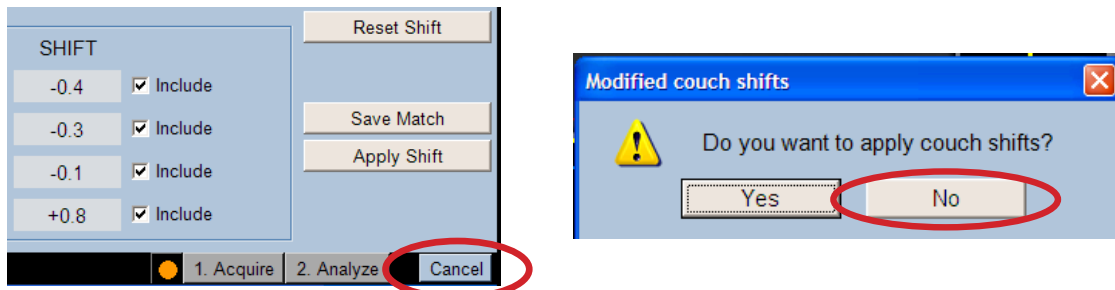 Reset Shift
SHIFT
-0.4 Include
-0.3 Include
Save Match
Apply Shift
-0.1 Include
+0.8 Include
1. Acquire 2. Analyze Cancel
Modified couch shifts
Do you want to apply couch shifts?
Yes No